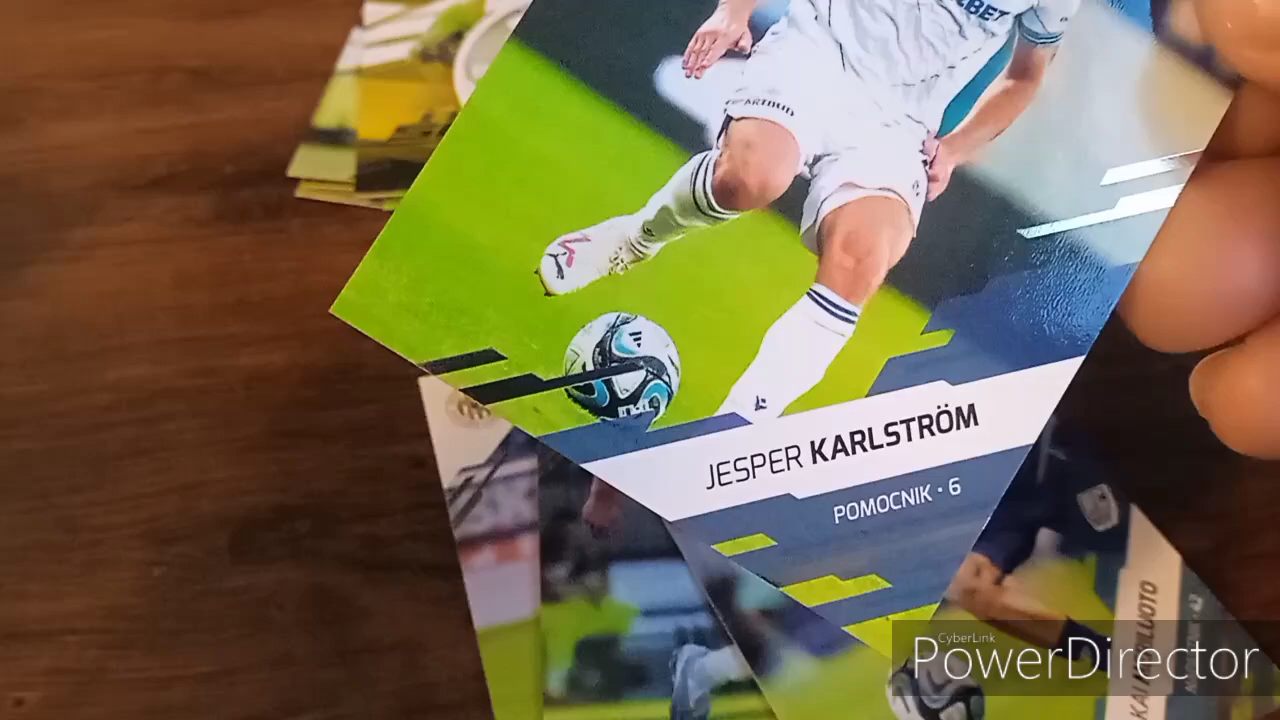 JESPER KARLSTRÖM
POMOCNIK • 6
CyberLink
PowerDirector